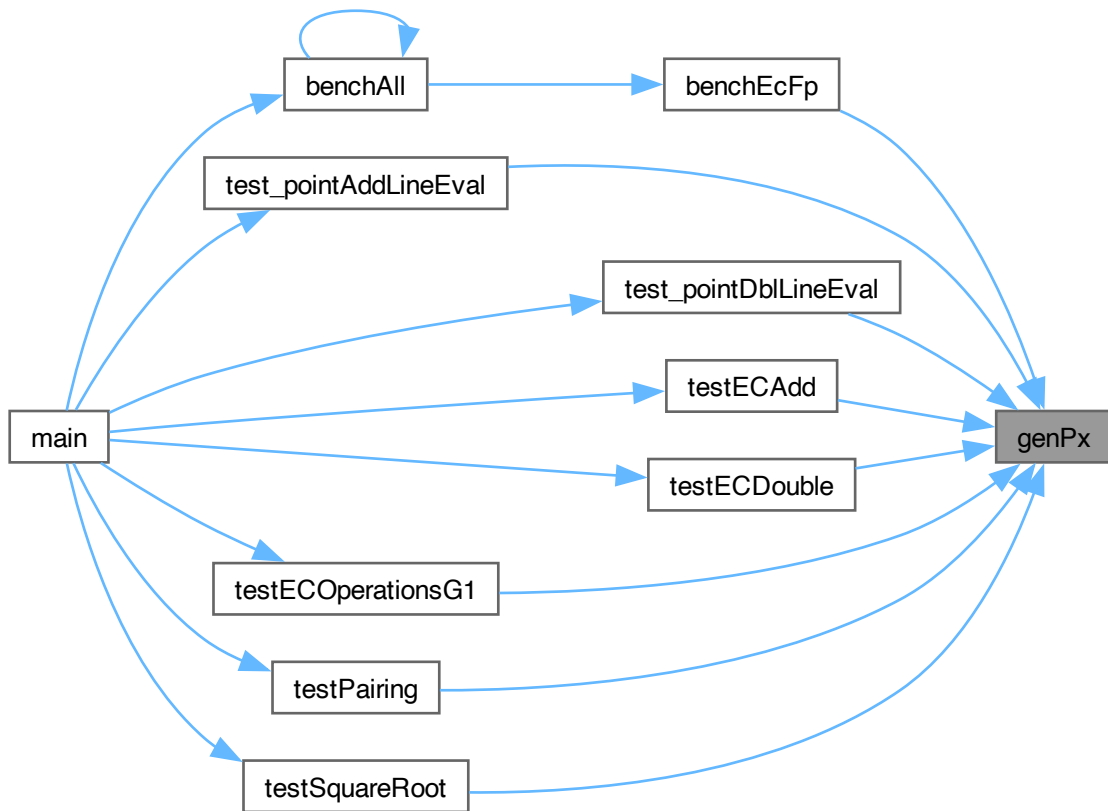 benchAll
benchEcFp
test_pointAddLineEval
test_pointDblLineEval
testECAdd
main
genPx
testECDouble
testECOperationsG1
testPairing
testSquareRoot